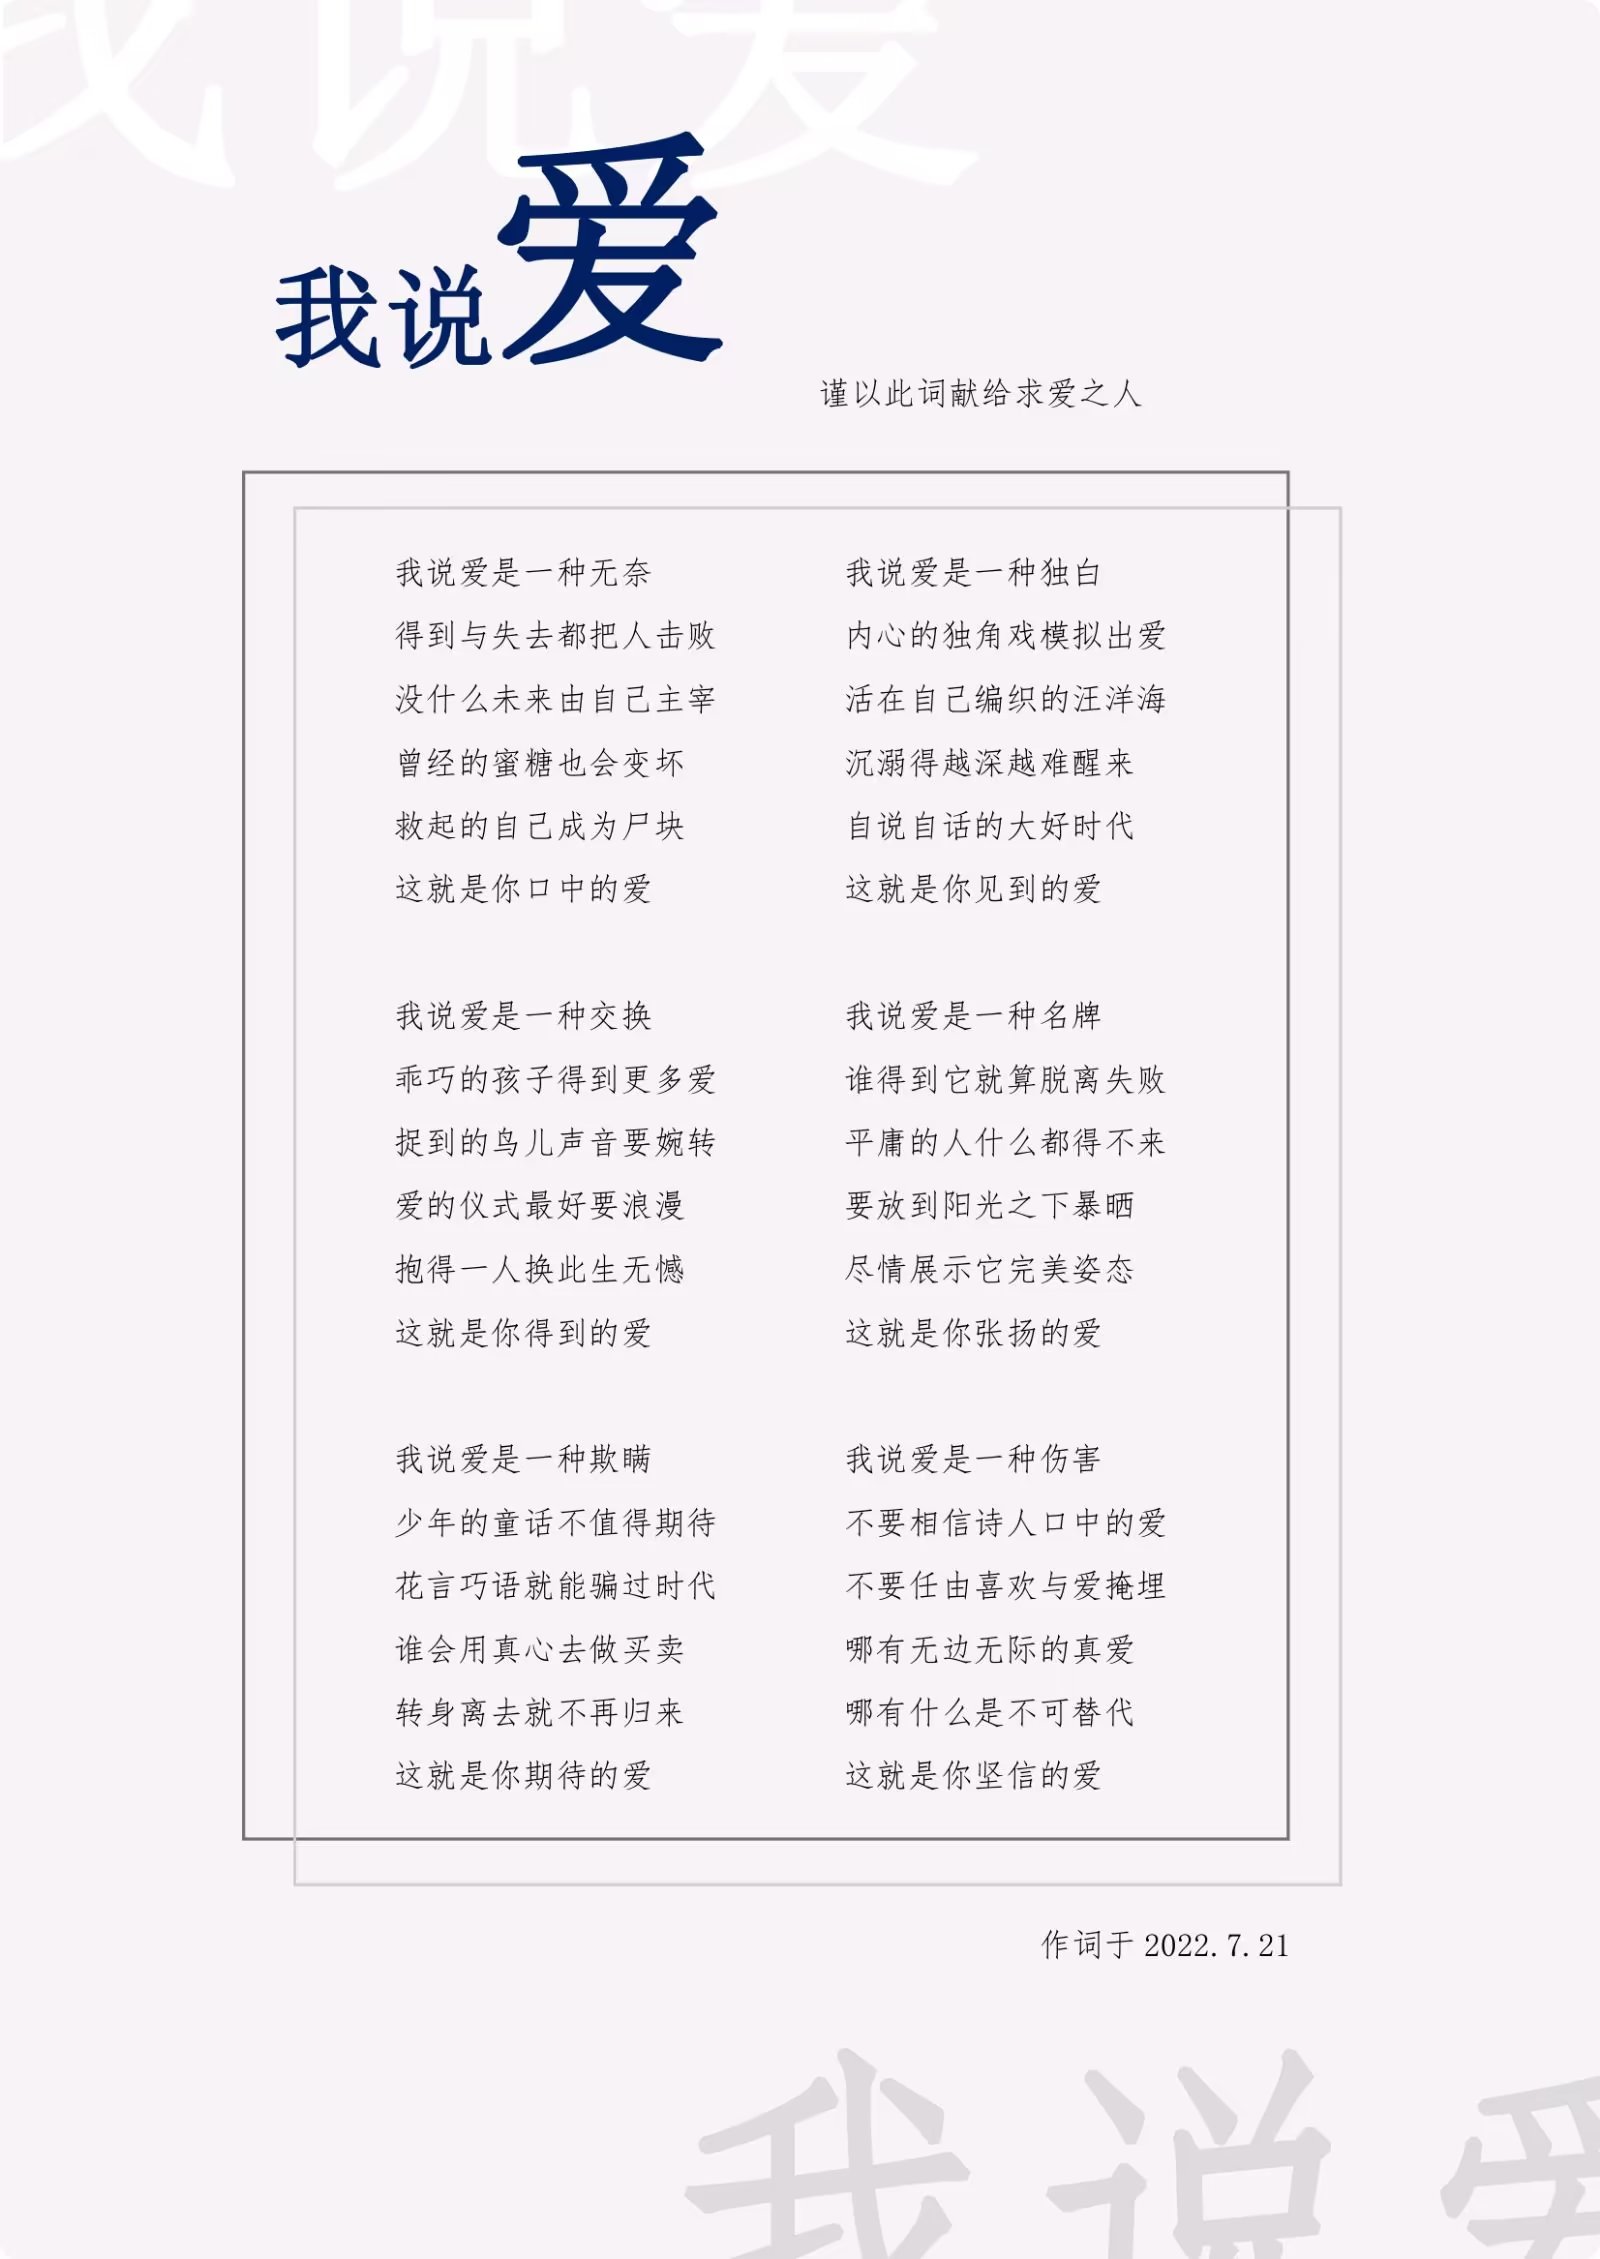 我说爱
我说爱
谨以此词献给求爱之人
我说爱是一种无奈
得到与失去都把人击败
没什么未来由自己主宰
曾经的蜜糖也会变坏
救起的自己成为尸块
这就是你口中的爱
我说爱是一种交换
乖巧的孩子得到更多爱
捉到的鸟儿声音要婉转
爱的仪式最好要浪漫
抱得一人换此生无憾
这就是你得到的爱
我说爱是一种欺瞒
少年的童话不值得期待
花言巧语就能骗过时代
谁会用真心去做买卖
转身离去就不再归来
这就是你期待的爱
我说爱是一种独白
内心的独角戏模拟出爱
活在自己编织的汪洋海
沉溺得越深越难醒来
自说自话的大好时代
这就是你见到的爱
我说爱是一种名牌
谁得到它就算脱离失败
平庸的人什么都得不来
要放到阳光之下暴晒
尽情展示它完美姿态
这就是你张扬的爱
我说爱是一种伤害
不要相信诗人口中的爱
不要任由喜欢与爱掩埋
哪有无边无际的真爱
哪有什么是不可替代
这就是你坚信的爱
作词于 2022.7.21
我说爱